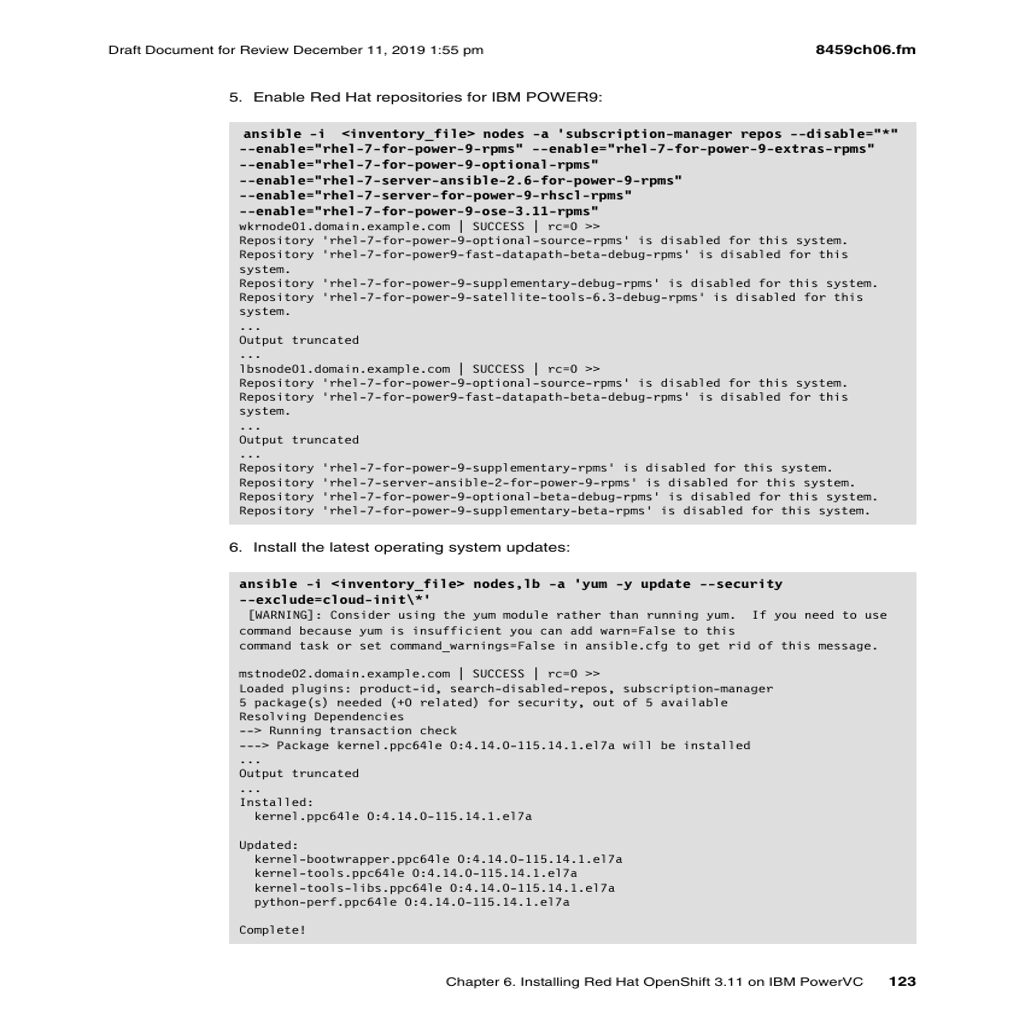 Draft Document for Review December 11, 2019 1:55 pm
8459ch06.fm
5. Enable Red Hat repositories for IBM POWER9:
ansible -i  <inventory_file> nodes -a 'subscription-manager repos --disable="*"
--enable="rhel-7-for-power-9-rpms" --enable="rhel-7-for-power-9-extras-rpms"
--enable="rhel-7-for-power-9-optional-rpms"
--enable="rhel-7-server-ansible-2.6-for-power-9-rpms"
--enable="rhel-7-server-for-power-9-rhscl-rpms"
--enable="rhel-7-for-power-9-ose-3.11-rpms"
wkrnode01.domain.example.com | SUCCESS | rc=0 >>
Repository 'rhel-7-for-power-9-optional-source-rpms' is disabled for this system.
Repository 'rhel-7-for-power9-fast-datapath-beta-debug-rpms' is disabled for this
system.
Repository 'rhel-7-for-power-9-supplementary-debug-rpms' is disabled for this system.
Repository 'rhel-7-for-power-9-satellite-tools-6.3-debug-rpms' is disabled for this
system.
...
Output truncated
...
lbsnode01.domain.example.com | SUCCESS | rc=0 >>
Repository 'rhel-7-for-power-9-optional-source-rpms' is disabled for this system.
Repository 'rhel-7-for-power9-fast-datapath-beta-debug-rpms' is disabled for this
system.
...
Output truncated
...
Repository 'rhel-7-for-power-9-supplementary-rpms' is disabled for this system.
Repository 'rhel-7-server-ansible-2-for-power-9-rpms' is disabled for this system.
Repository 'rhel-7-for-power-9-optional-beta-debug-rpms' is disabled for this system.
Repository 'rhel-7-for-power-9-supplementary-beta-rpms' is disabled for this system.
6. Install the latest operating system updates:
ansible -i <inventory_file> nodes,lb -a 'yum -y update --security
--exclude=cloud-init\*'
[WARNING]: Consider using the yum module rather than running yum.  If you need to use
command because yum is insufficient you can add warn=False to this
command task or set command_warnings=False in ansible.cfg to get rid of this message.
mstnode02.domain.example.com | SUCCESS | rc=0 >>
Loaded plugins: product-id, search-disabled-repos, subscription-manager
5 package(s) needed (+0 related) for security, out of 5 available
Resolving Dependencies
--> Running transaction check
---> Package kernel.ppc64le 0:4.14.0-115.14.1.el7a will be installed
...
Output truncated
...
Installed:
kernel.ppc64le 0:4.14.0-115.14.1.el7a
Updated:
kernel-bootwrapper.ppc64le 0:4.14.0-115.14.1.el7a
kernel-tools.ppc64le 0:4.14.0-115.14.1.el7a
kernel-tools-libs.ppc64le 0:4.14.0-115.14.1.el7a
python-perf.ppc64le 0:4.14.0-115.14.1.el7a
Complete!
Chapter 6. Installing Red Hat OpenShift 3.11 on IBM PowerVC 123